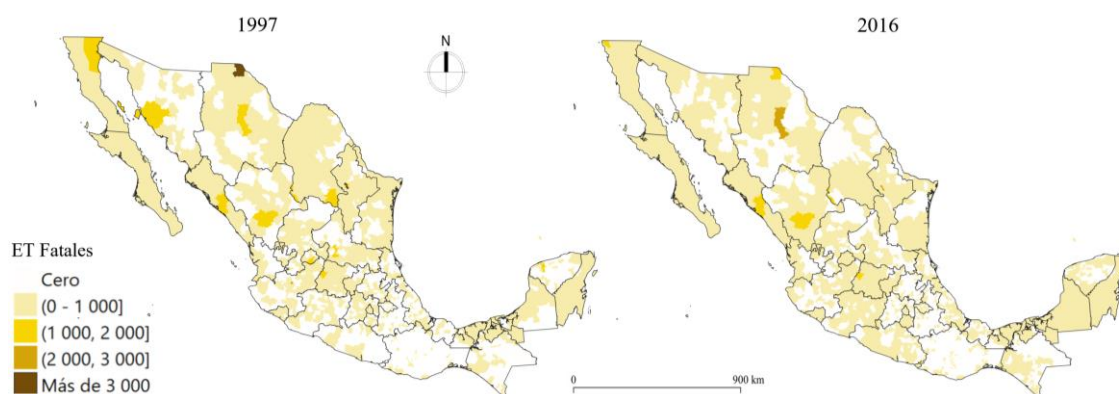 1997
2016
N
ET Fatales
Cero
(0 - 1 000]
(1 000, 2 000]
(2 000, 3 000]
Más de 3 000
0
900 km